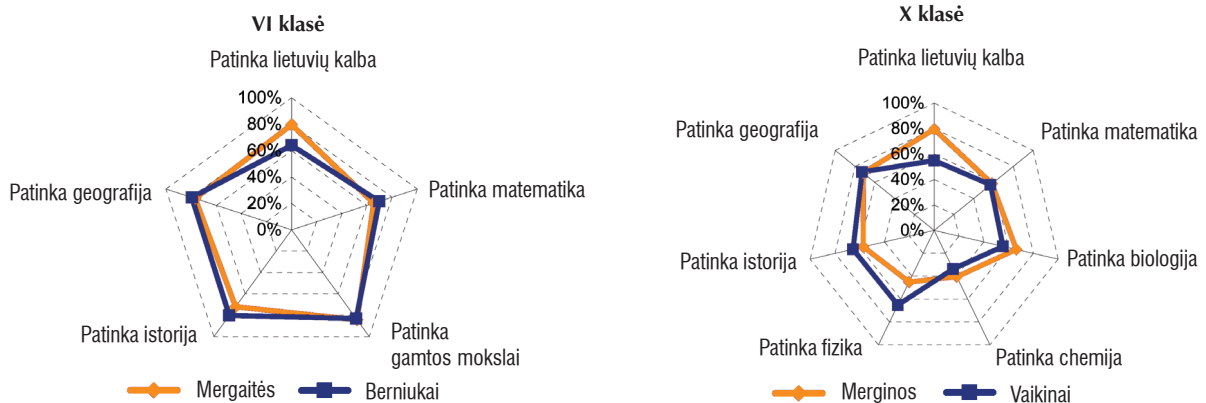 VI klasė
Patinka lietuvių kalba
100%
80%
60%
40%
20%
0%
Patinka geografija
Patinka matematika
Patinka istorija
Patinka
gamtos mokslai
Mergaitės
Berniukai
X klasė
Patinka lietuvių kalba
100%
80%
60%
40%
20%
0%
Patinka geografija
Patinka matematika
Patinka istorija
Patinka biologija
Patinka fizika
Patinka chemija
Merginos
Vaikinai